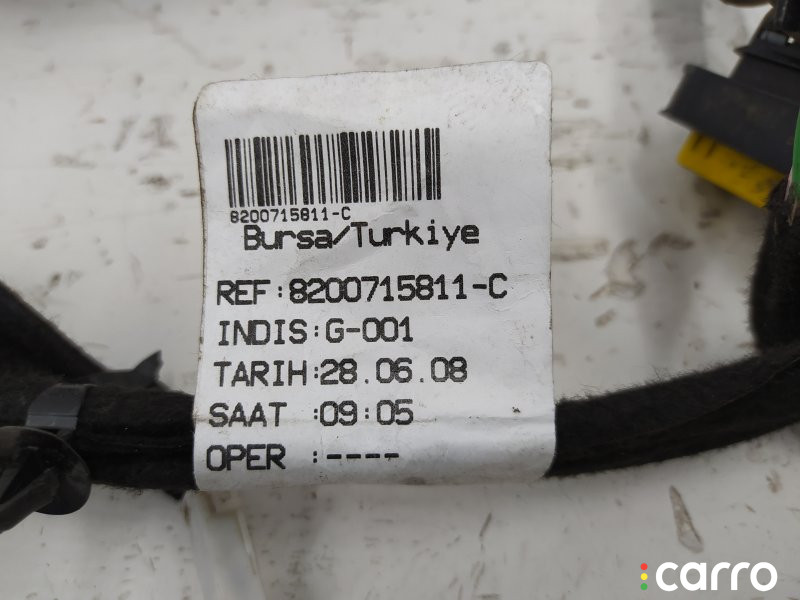 8200715811-C
Bursa/Turkiye
REF:8200715811-C
INDIS:G-001
TARIH:28.06.08
SAAT :09:05
OPER :----
carro